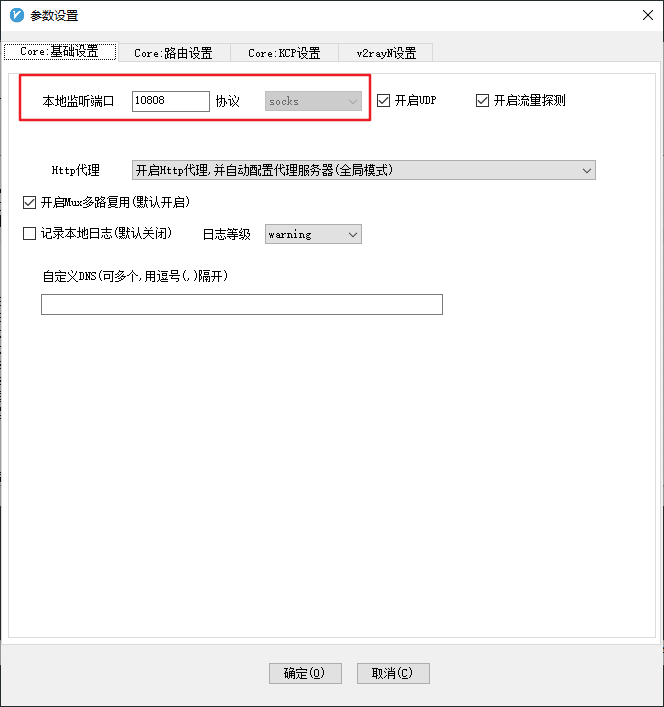 参数设置
Core:基础设置 Core:路由设置 Core:KCP设置 v2rayN设置
本地监听端口 10808 协议 socks 开启UDP 开启流量探测
Http代理 开启Http代理,并自动配置代理服务器(全局模式)
开启Mux多路复用(默认开启)
记录本地日志(默认关闭) 日志等级 warning
自定义DNS(可多个,用逗号(,)隔开)
确定(O) 取消(C)